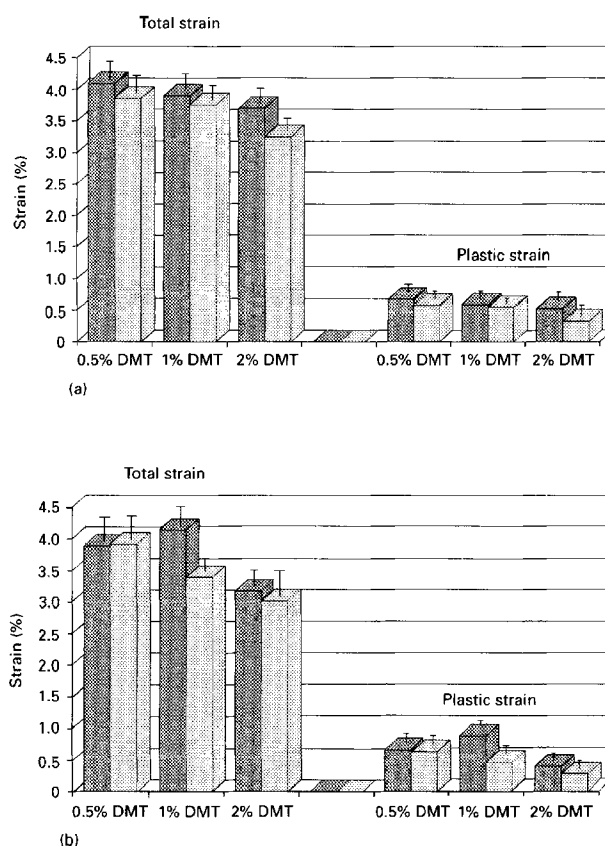 Total strain
4.5
4.0
3.5
3.0
2.5
2.0
1.5
1.0
0.5
0
Strain (%)
Plastic strain
0.5% DMT 1% DMT 2% DMT 0.5% DMT 1% DMT 2% DMT
(a)
Total strain
4.5
4.0
3.5
3.0
2.5
2.0
1.5
1.0
0.5
0
Strain (%)
Plastic strain
0.5% DMT 1% DMT 2% DMT 0.5% DMT 1% DMT 2% DMT
(b)